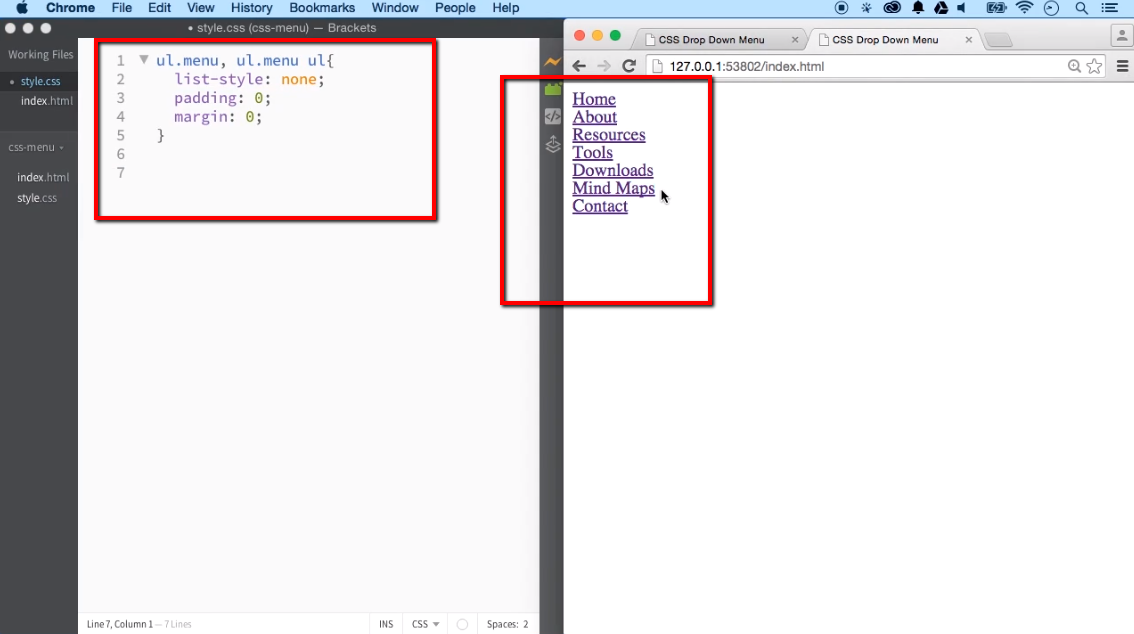 Chrome File Edit View History Bookmarks Window People Help
• style.css (css-menu) — Brackets
Working Files
• style.css
index.html
css-menu
index.html
style.css
1 ul.menu, ul.menu ul{
2 list-style: none;
3 padding: 0;
4 margin: 0;
5 }
6
7
Line 7, Column 1 — 7 Lines
INS CSS Spaces: 2
CSS Drop Down Menu × CSS Drop Down Menu ×
127.0.0.1:53802/index.html
Home
About
Resources
Tools
Downloads
Mind Maps
Contact